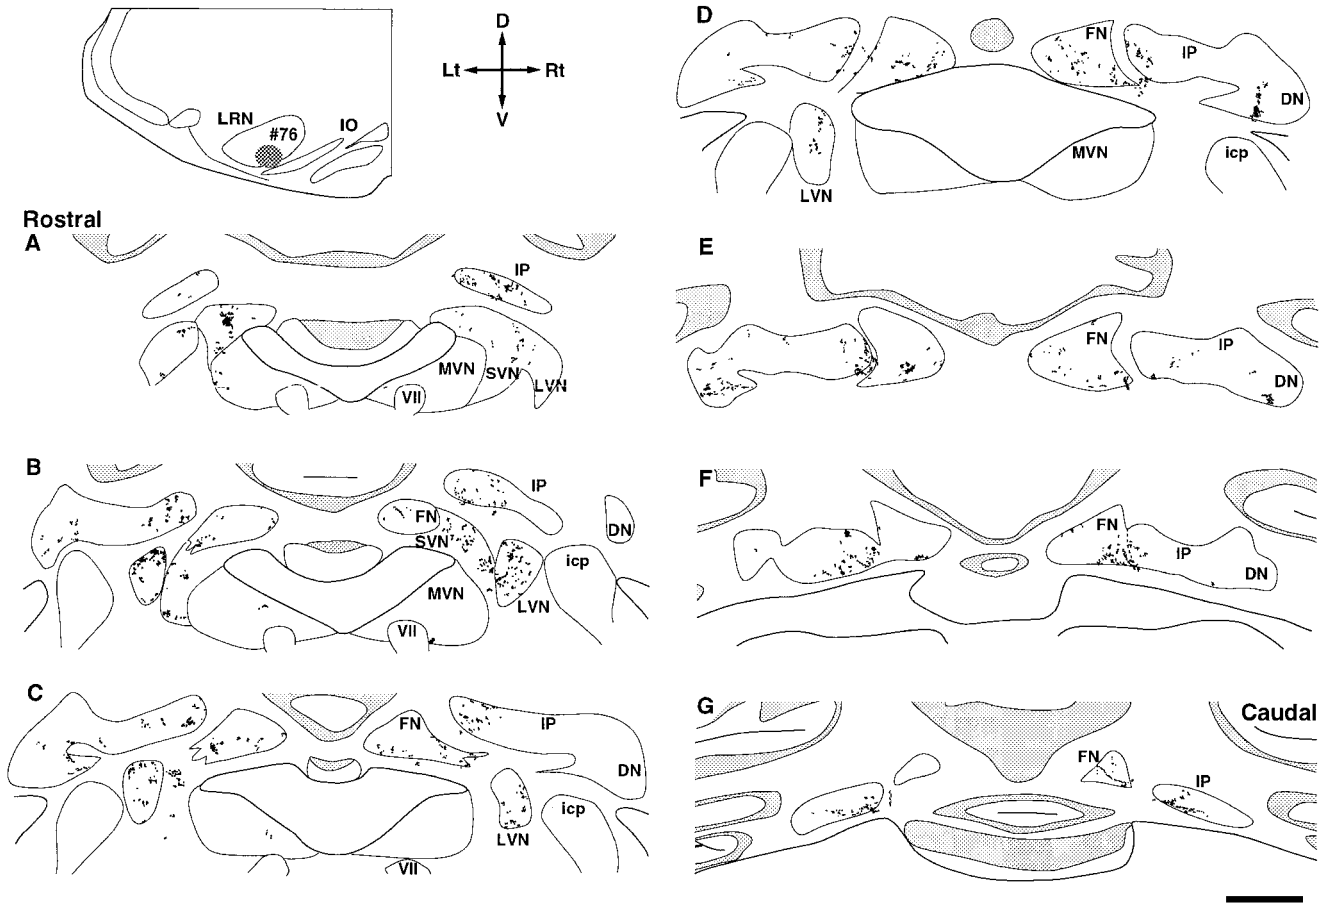 D
Lt Rt
V
LRN #76 IO
Rostral
A
IP
MVN SVN LVN
VII
B
IP
FN DN
SVN icp
MVN LVN
VII
C
FN IP
DN
icp
LVN
VII
D
FN IP
DN
MVN icp
LVN
E
FN IP
DN
F
FN IP
DN
G
Caudal
FN IP